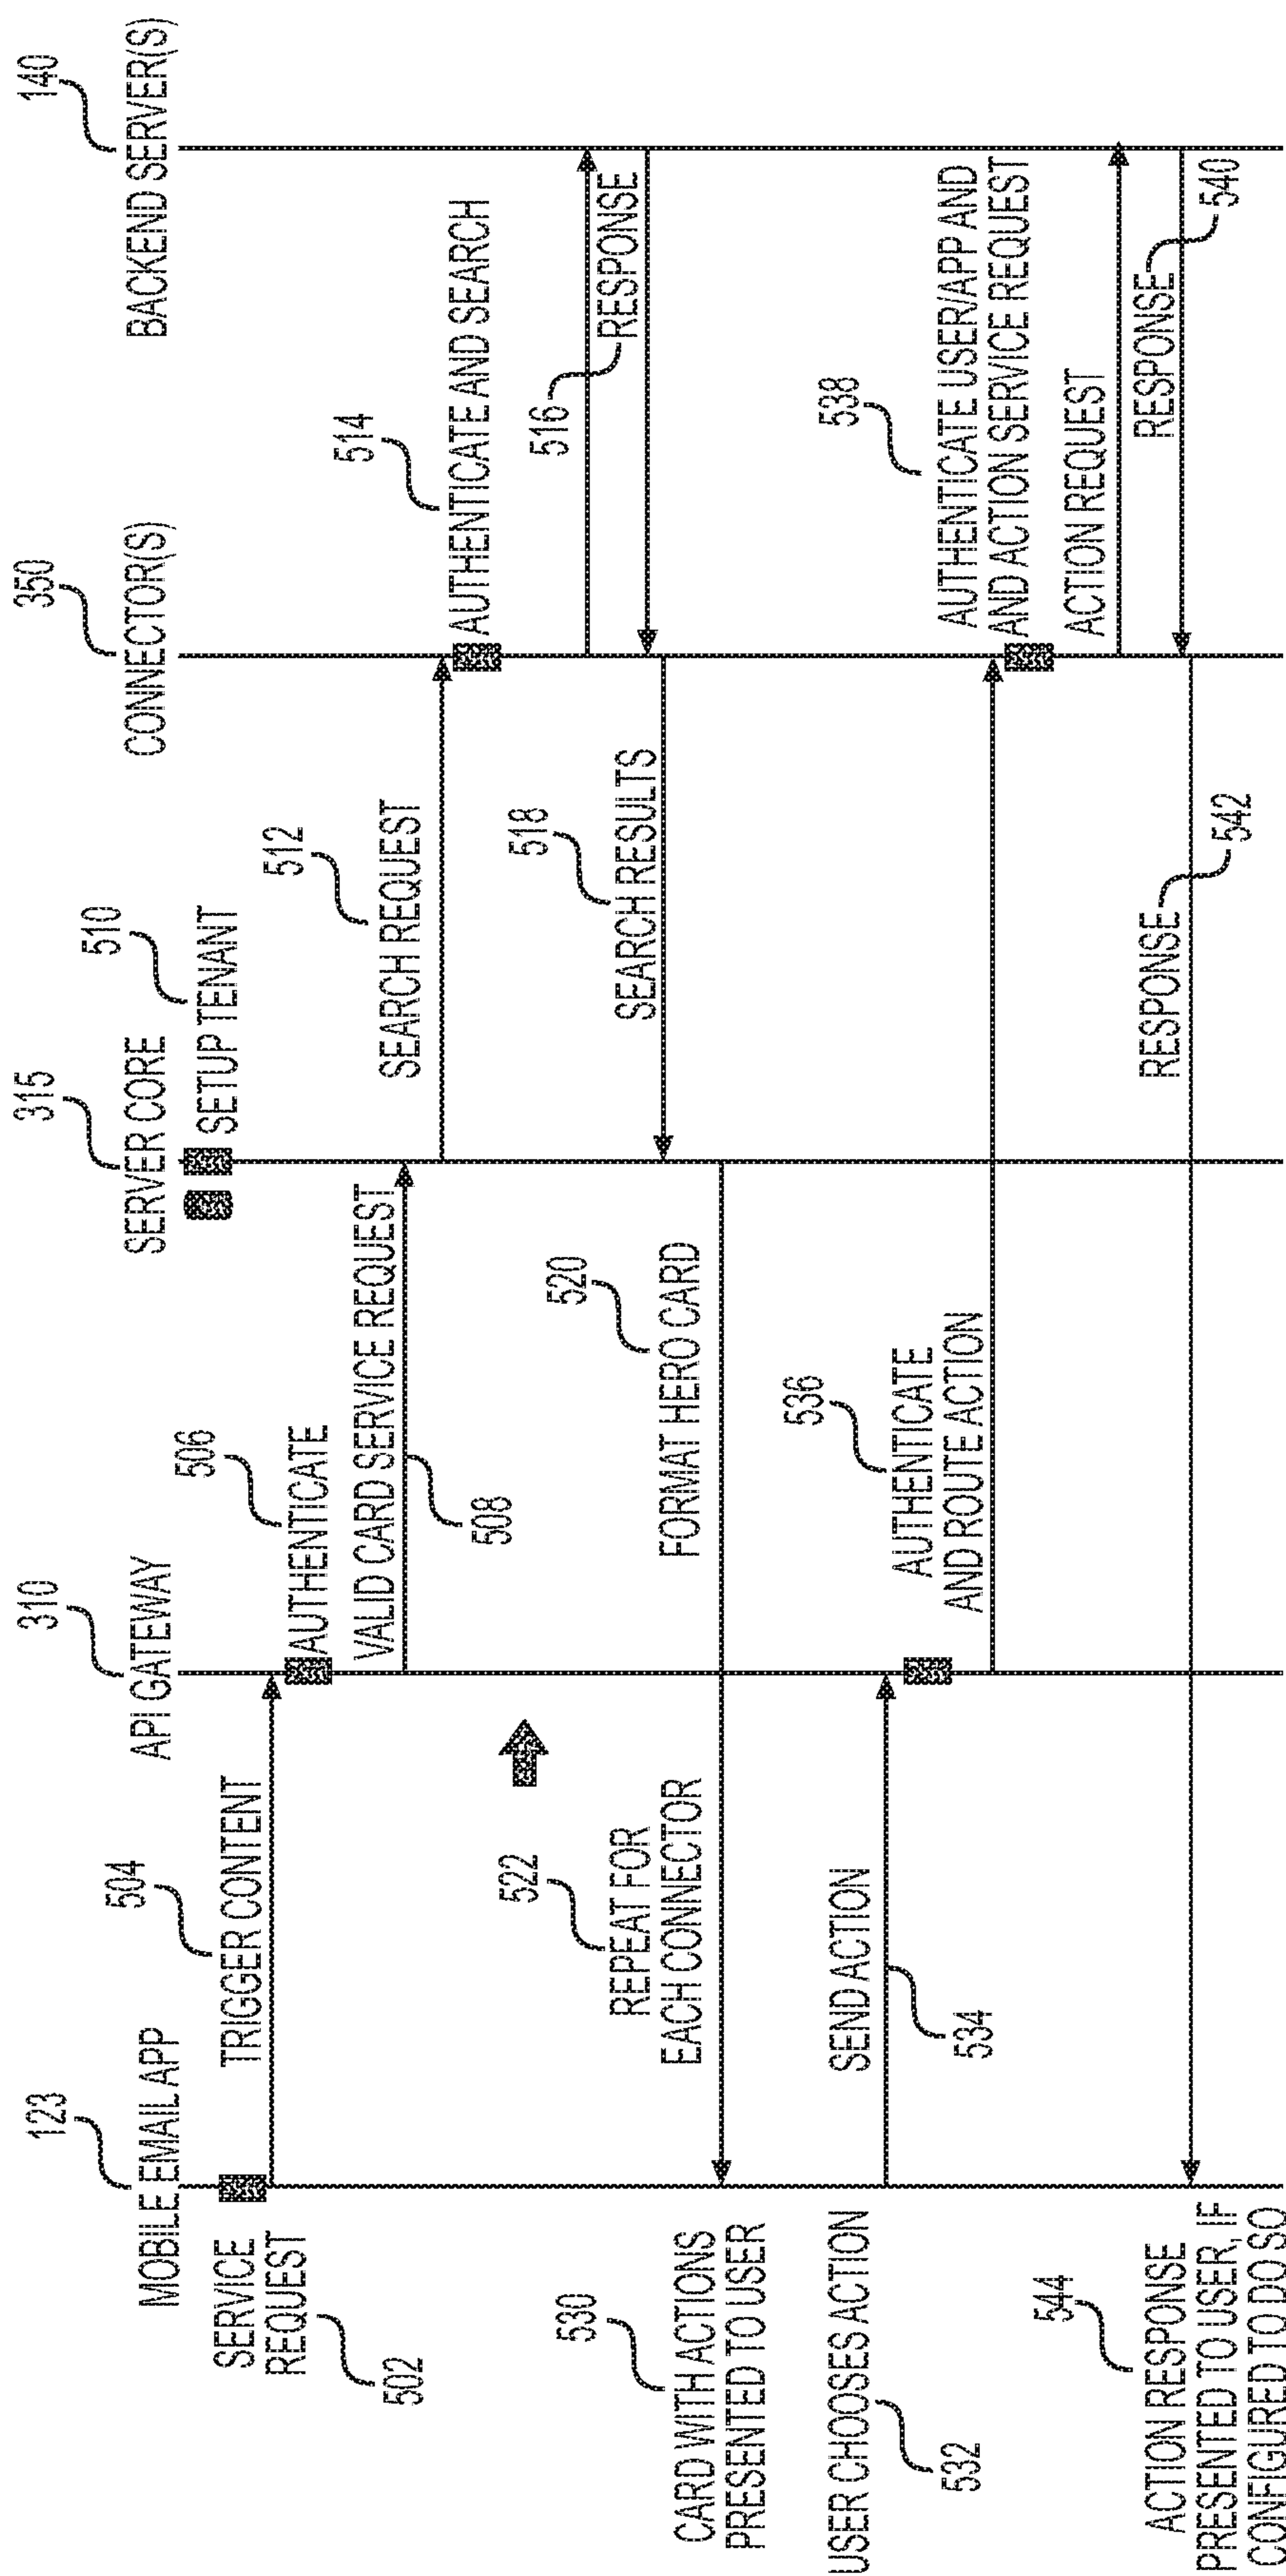 123
MOBILE EMAIL APP
310
API GATEWAY
315
SERVER CORE
350
CONNECTOR(S)
140
BACKEND SERVER(S)
SERVICE
REQUEST
502
504
TRIGGER CONTENT
506
AUTHENTICATE
VALID CARD SERVICE REQUEST
508
510
SETUP TENANT
512
SEARCH REQUEST
514
AUTHENTICATE AND SEARCH
516
RESPONSE
518
SEARCH RESULTS
520
FORMAT HERO CARD
522
REPEAT FOR
EACH CONNECTOR
530
CARD WITH ACTIONS
PRESENTED TO USER
USER CHOOSES ACTION
532
SEND ACTION
534
536
AUTHENTICATE
AND ROUTE ACTION
538
AUTHENTICATE USER/APP AND
AND ACTION SERVICE REQUEST
ACTION REQUEST
RESPONSE
540
RESPONSE
542
544
ACTION RESPONSE
PRESENTED TO USER, IF
CONFIGURED TO DO SO